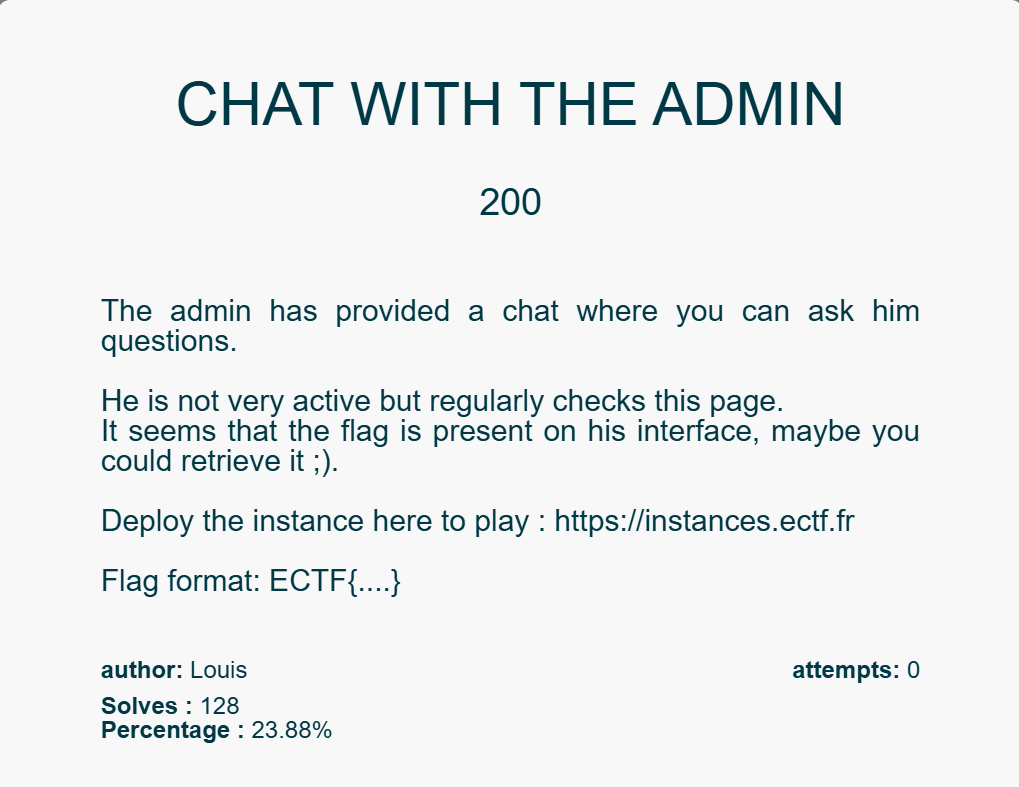 CHAT WITH THE ADMIN
200
The admin has provided a chat where you can ask him
questions.
He is not very active but regularly checks this page.
It seems that the flag is present on his interface, maybe you
could retrieve it ;).
Deploy the instance here to play : https://instances.ectf.fr
Flag format: ECTF{....}
author: Louis
attempts: 0
Solves : 128
Percentage : 23.88%